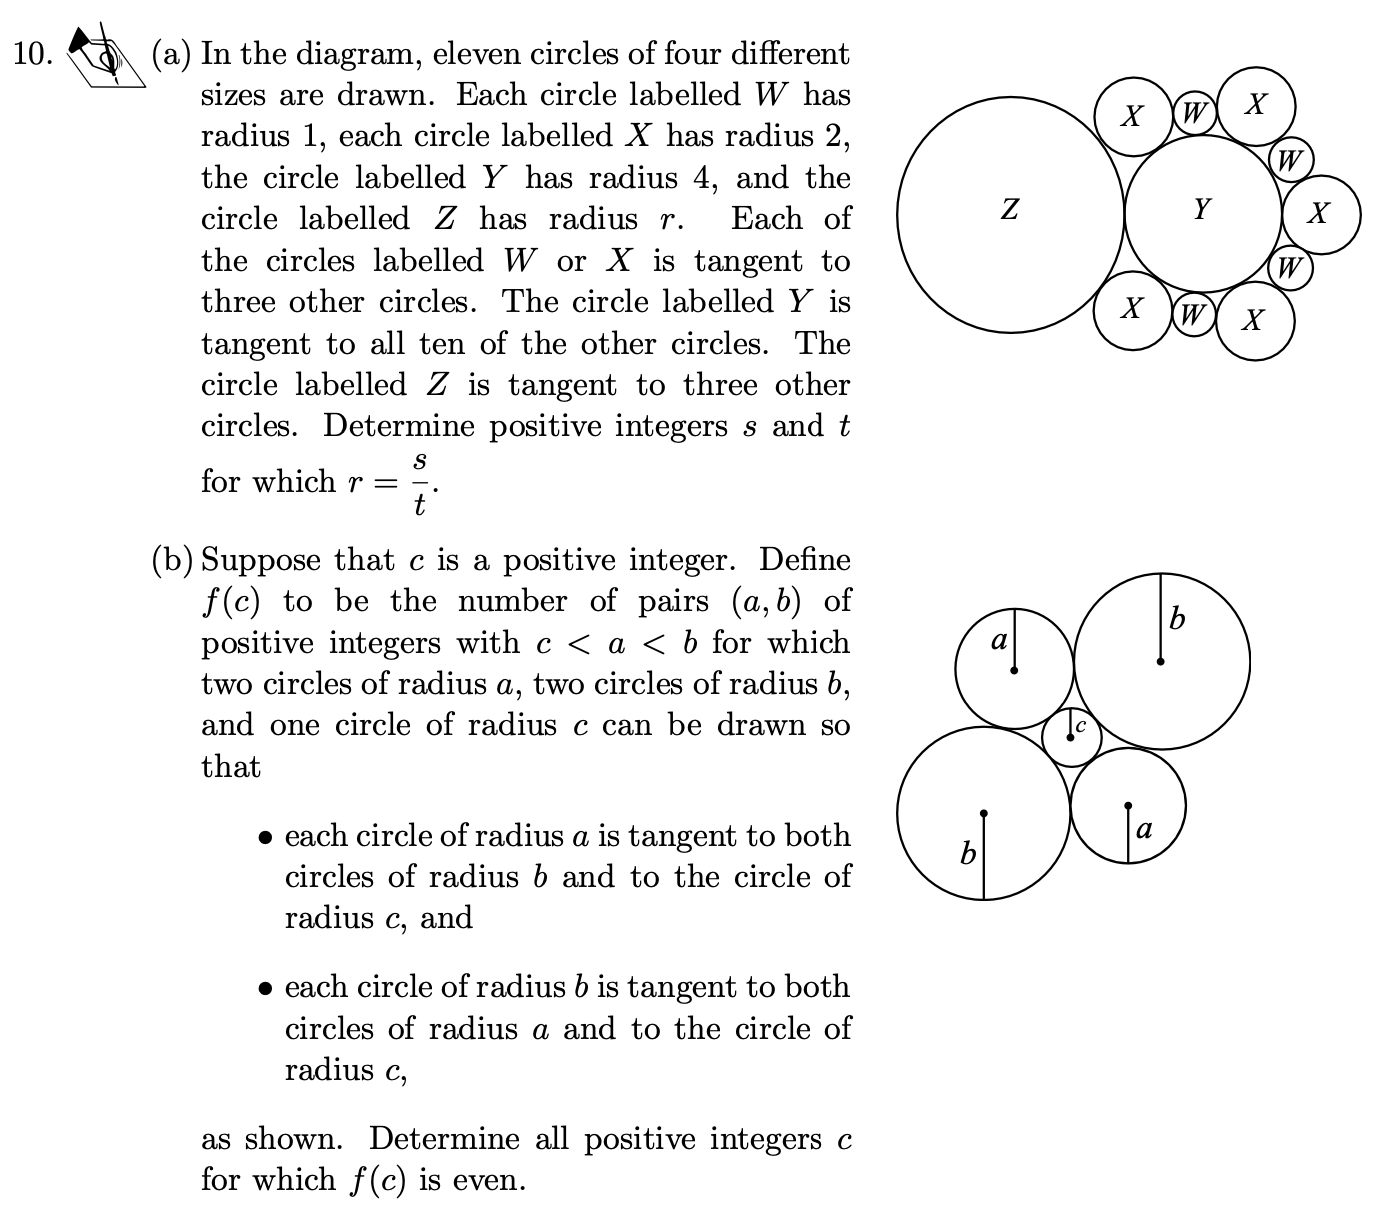 10. (a) In the diagram, eleven circles of four different
sizes are drawn. Each circle labelled W has
radius 1, each circle labelled X has radius 2,
the circle labelled Y has radius 4, and the
circle labelled Z has radius r. Each of
the circles labelled W or X is tangent to
three other circles. The circle labelled Y is
tangent to all ten of the other circles. The
circle labelled Z is tangent to three other
circles. Determine positive integers s and t
for which r = s/t.
X W X
W
Z Y X
W
X W X
(b) Suppose that c is a positive integer. Define
f(c) to be the number of pairs (a, b) of
positive integers with c < a < b for which
two circles of radius a, two circles of radius b,
and one circle of radius c can be drawn so
that
• each circle of radius a is tangent to both
circles of radius b and to the circle of
radius c, and
• each circle of radius b is tangent to both
circles of radius a and to the circle of
radius c,
as shown. Determine all positive integers c
for which f(c) is even.
a b
c
b a